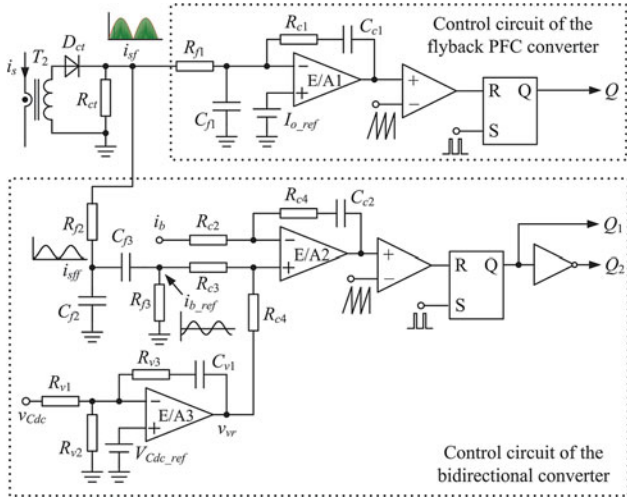 Control circuit of the
flyback PFC converter
i_s
T_2
D_ct
i_sf
R_ct
R_f1
C_f1
R_c1
C_c1
−
+
E/A1
I_o_ref
+
−
R
Q
S
Q
R_f2
i_sff
C_f2
C_f3
R_f3
i_b
R_c2
R_c3
i_b_ref
R_c4
C_c2
−
+
E/A2
R_c4
+
−
R
Q
S
Q_1
Q_2
R_v1
v_Cdc
R_v2
R_v3
C_v1
−
+
E/A3
V_Cdc_ref
v_vr
Control circuit of the
bidirectional converter